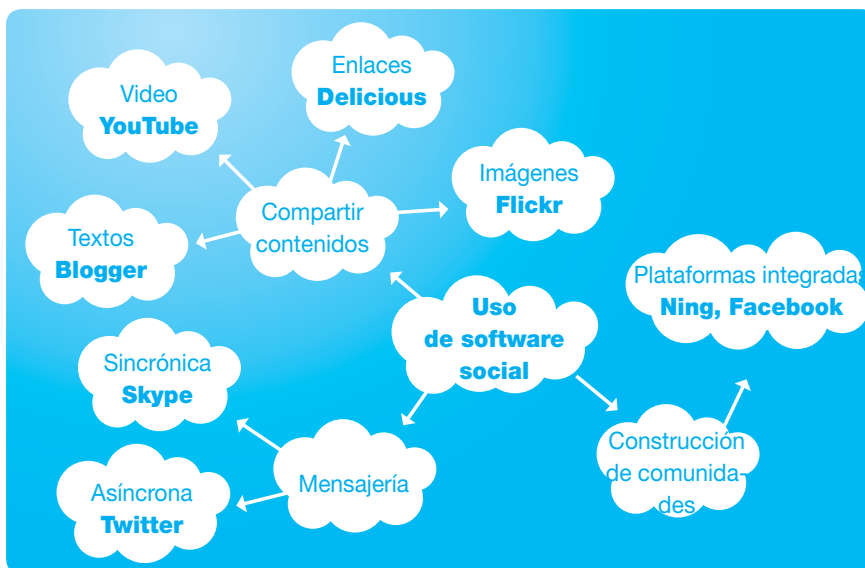 Enlaces
Delicious
Video
YouTube
Imágenes
Flickr
Compartir
contenidos
Textos
Blogger
Plataformas integradas
Ning, Facebook
Uso
de software
social
Sincrónica
Skype
Construcción
de comunida-
des
Mensajería
Asíncrona
Twitter